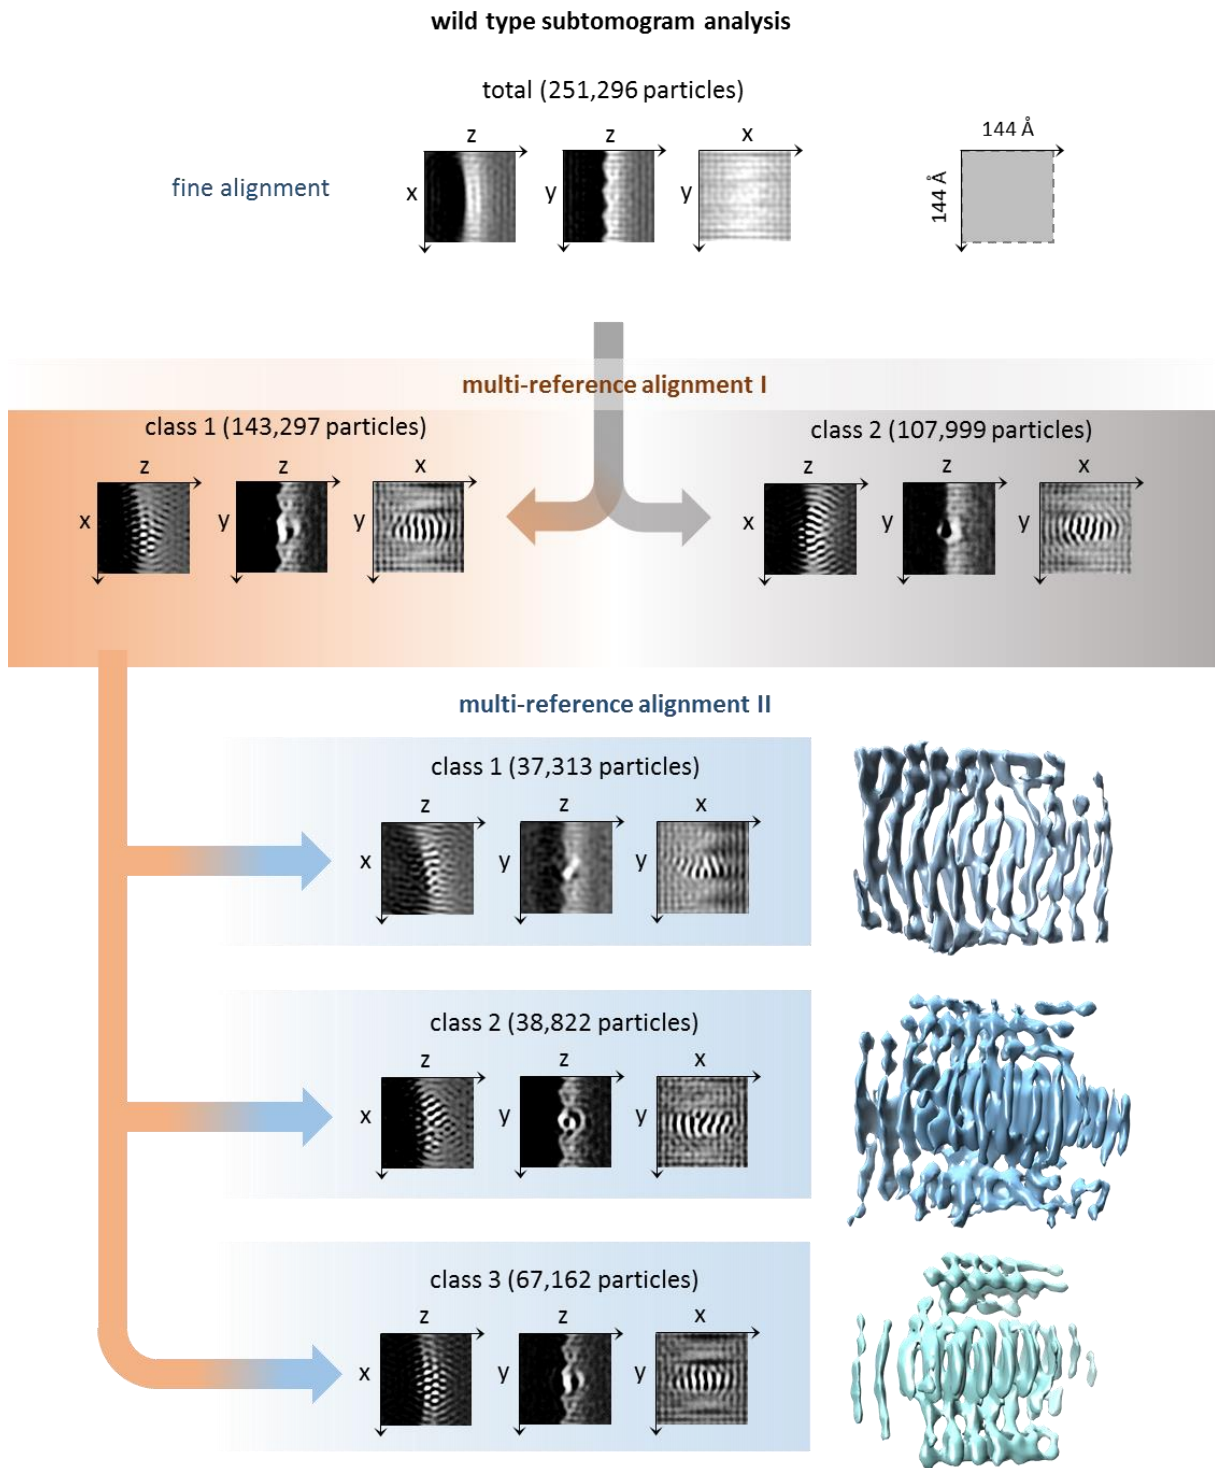 wild type subtomogram analysis
total (251,296 particles)
z
z
x
144 Å
fine alignment
x
y
y
144 Å
multi-reference alignment I
class 1 (143,297 particles)
class 2 (107,999 particles)
z
z
x
z
z
x
x
y
y
x
y
y
multi-reference alignment II
class 1 (37,313 particles)
z
z
x
x
y
y
class 2 (38,822 particles)
z
z
x
x
y
y
class 3 (67,162 particles)
z
z
x
x
y
y